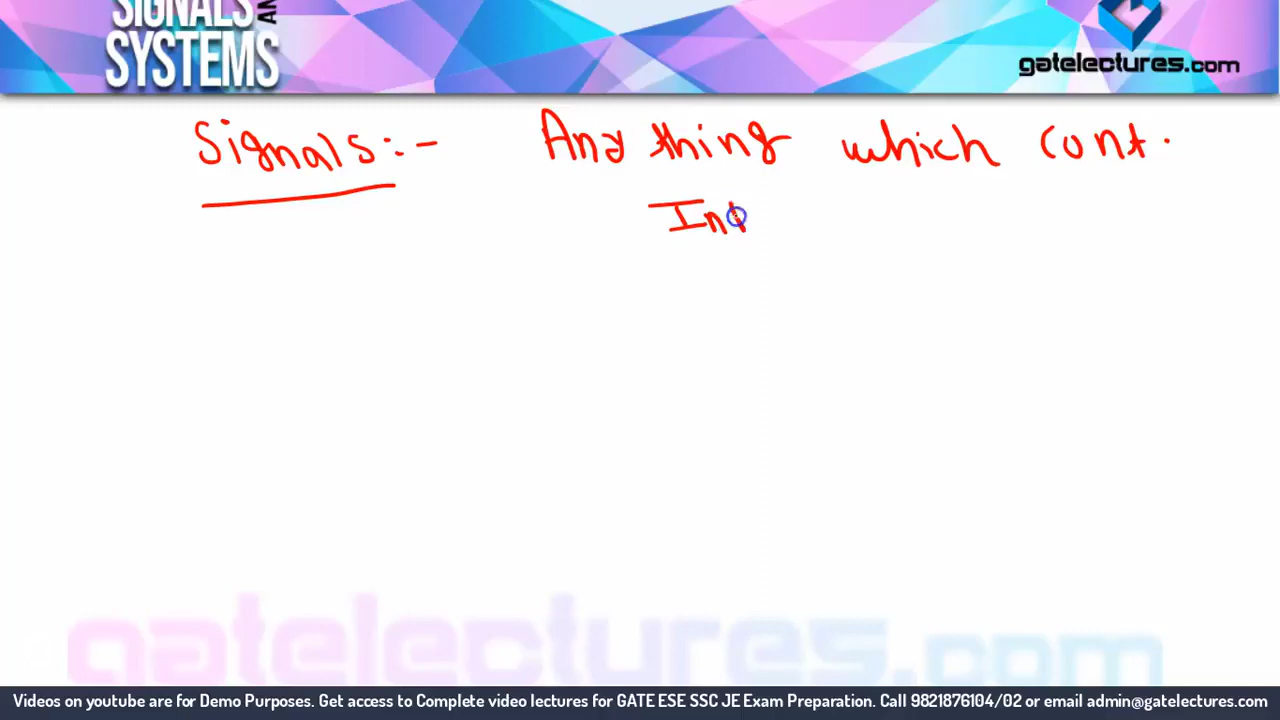 SIGNALS AN
SYSTEMS
gatelectures.com
Signals:- Any thing which cont.
In
gatelectures.com
Videos on youtube are for Demo Purposes. Get access to Complete video lectures for GATE ESE SSC JE Exam Preparation. Call 9821876104/02 or email admin@gatelectures.com